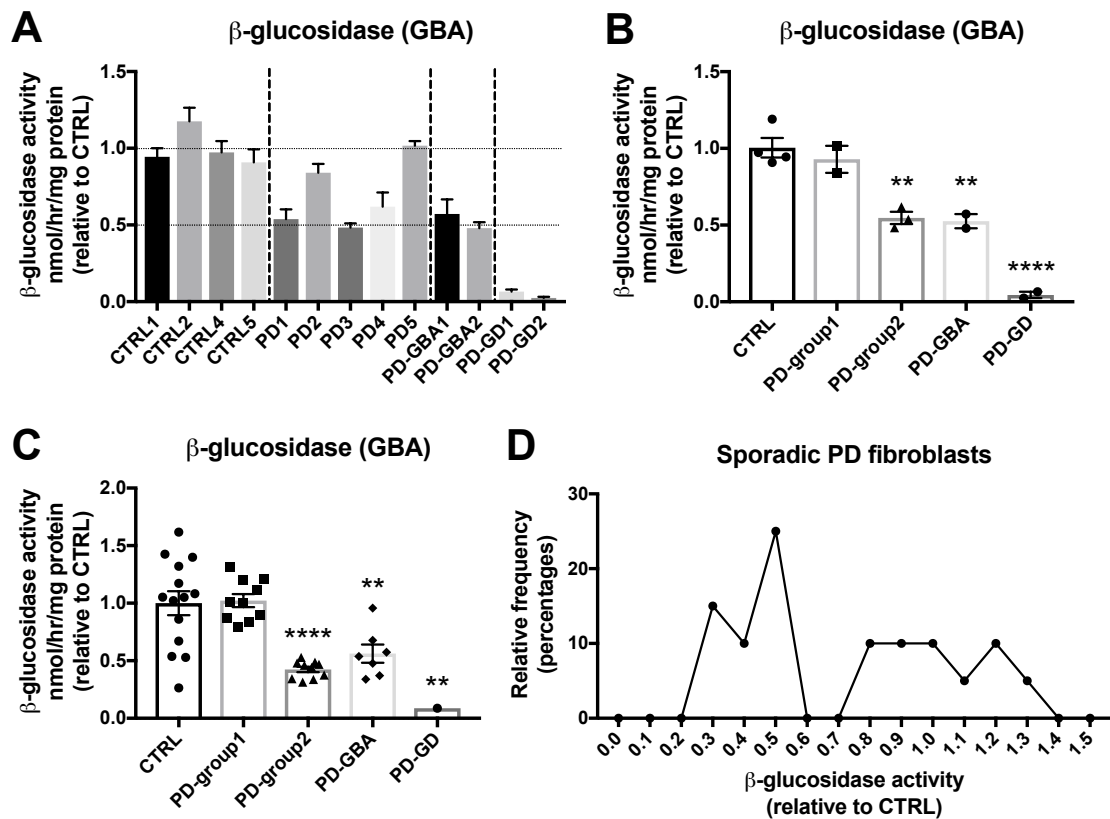 A
β-glucosidase (GBA)
β-glucosidase activity
nmol/hr/mg protein
(relative to CTRL)
1.5
1.0
0.5
0.0
CTRL1
CTRL2
CTRL4
CTRL5
PD1
PD2
PD3
PD4
PD5
PD-GBA1
PD-GBA2
PD-GD1
PD-GD2
B
β-glucosidase (GBA)
β-glucosidase activity
nmol/hr/mg protein
(relative to CTRL)
1.5
1.0
0.5
0.0
**
**
****
CTRL
PD-group1
PD-group2
PD-GBA
PD-GD
C
β-glucosidase (GBA)
β-glucosidase activity
nmol/hr/mg protein
(relative to CTRL)
2.0
1.5
1.0
0.5
0.0
****
**
**
CTRL
PD-group1
PD-group2
PD-GBA
PD-GD
D
Sporadic PD fibroblasts
Relative frequency
(percentages)
30
20
10
0
0.0
0.1
0.2
0.3
0.4
0.5
0.6
0.7
0.8
0.9
1.0
1.1
1.2
1.3
1.4
1.5
β-glucosidase activity
(relative to CTRL)